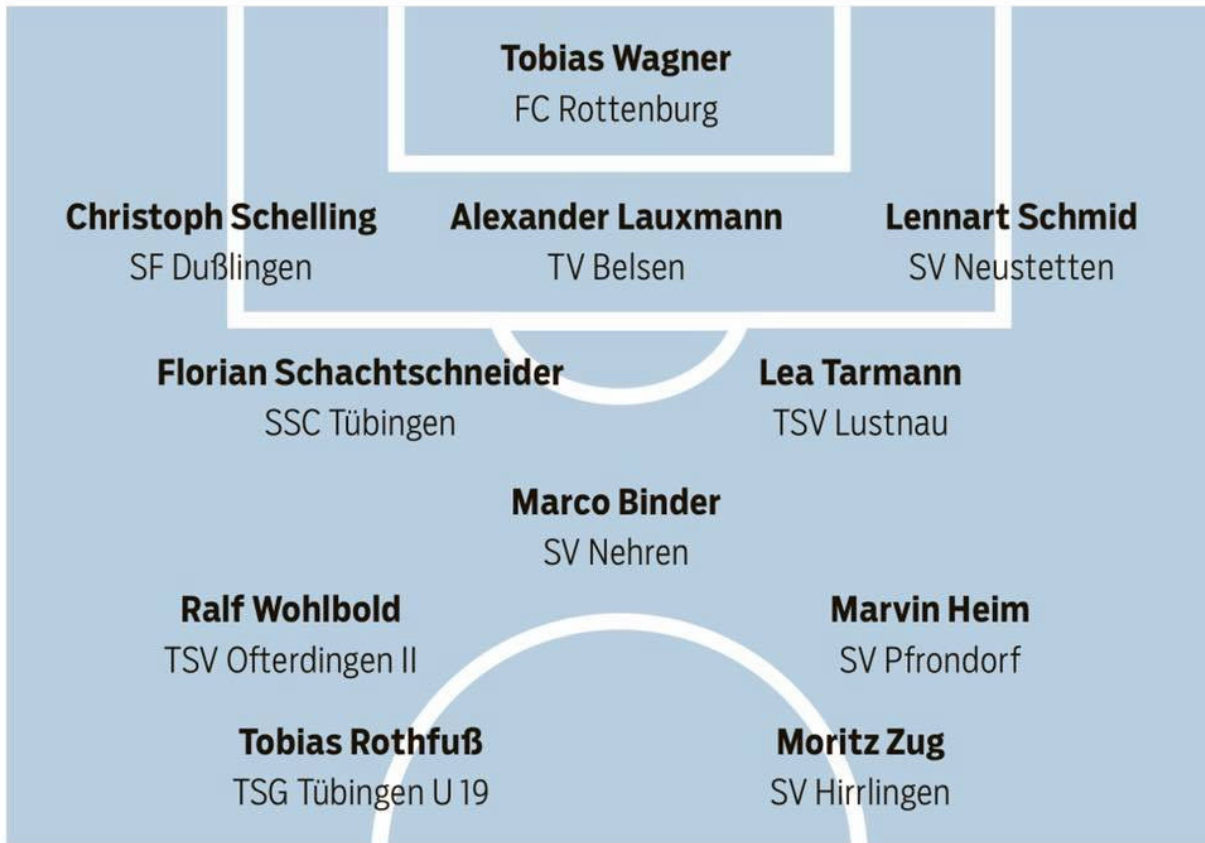 Tobias Wagner
FC Rottenburg
Christoph Schelling
SF Dußlingen
Alexander Lauxmann
TV Belsen
Lennart Schmid
SV Neustetten
Florian Schachtschneider
SSC Tübingen
Lea Tarmann
TSV Lustnau
Marco Binder
SV Nehren
Ralf Wohlbold
TSV Ofterdingen II
Marvin Heim
SV Pfrondorf
Tobias Rothfuß
TSG Tübingen U 19
Moritz Zug
SV Hirrlingen